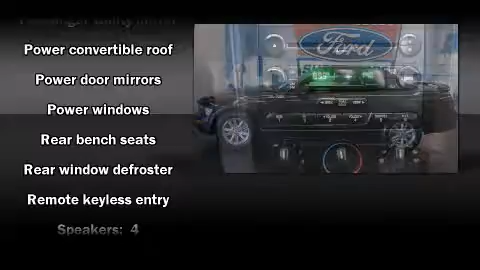 Power convertible roof
Power door mirrors
Power windows
Rear bench seats
Rear window defroster
Remote keyless entry
Speakers: 4
Ford